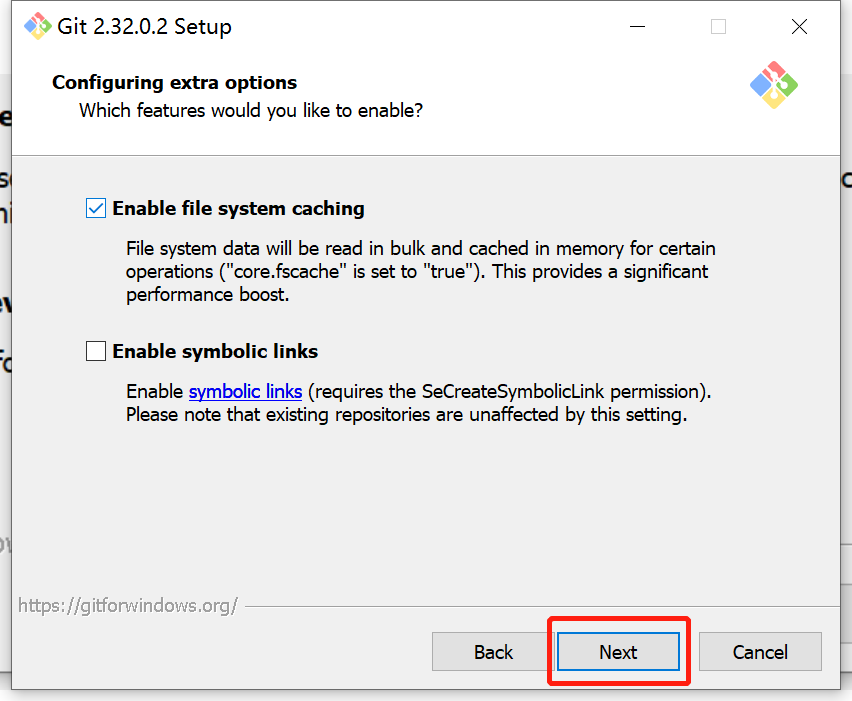 Git 2.32.0.2 Setup
Configuring extra options
Which features would you like to enable?
Enable file system caching
File system data will be read in bulk and cached in memory for certain
operations ("core.fscache" is set to "true"). This provides a significant
performance boost.
Enable symbolic links
Enable symbolic links (requires the SeCreateSymbolicLink permission).
Please note that existing repositories are unaffected by this setting.
https://gitforwindows.org/
Back Next Cancel